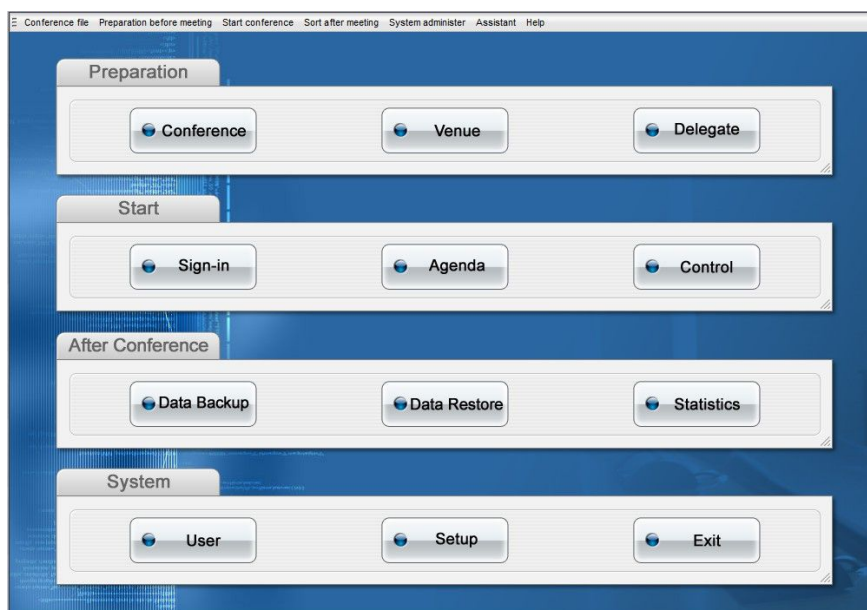 Conference file Preparation before meeting Start conference Sort after meeting System administer Assistant Help
Preparation
Conference Venue Delegate
Start
Sign-in Agenda Control
After Conference
Data Backup Data Restore Statistics
System
User Setup Exit